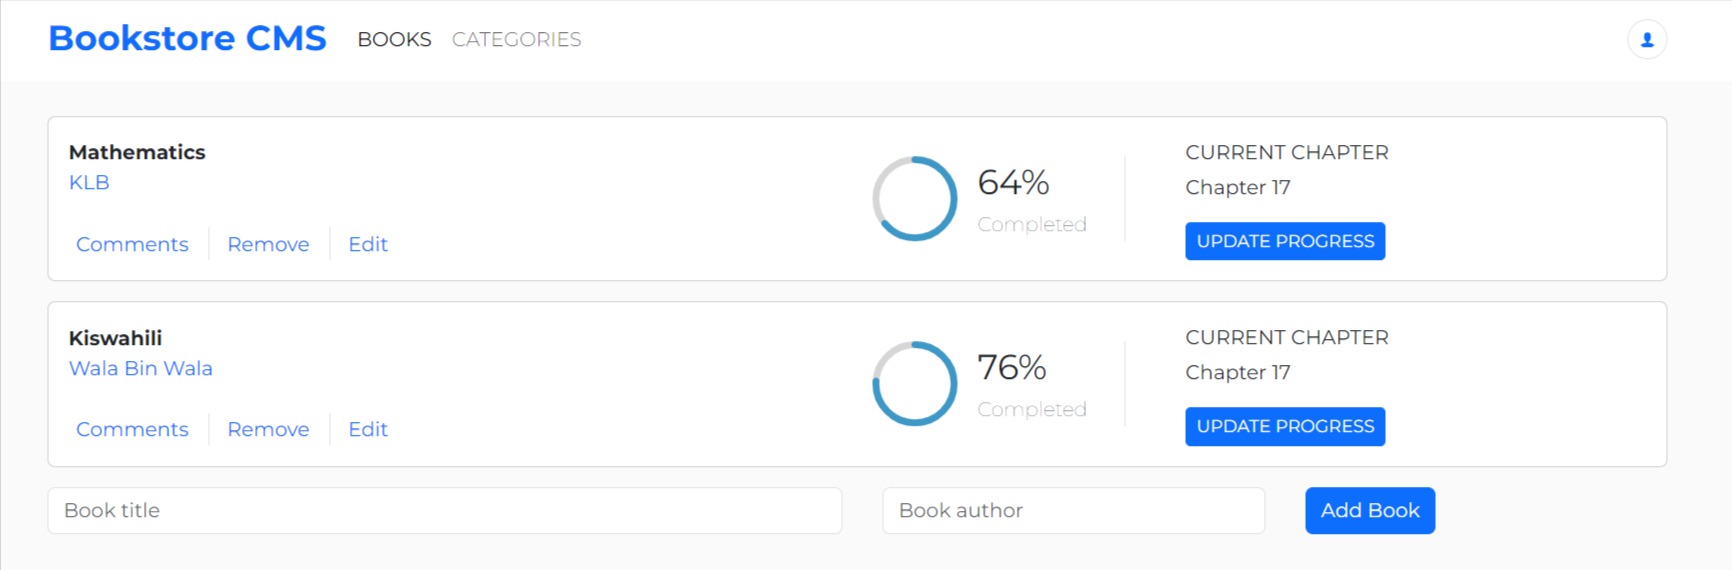 Bookstore CMS BOOKS CATEGORIES
Mathematics
KLB
Comments Remove Edit
64%
Completed
CURRENT CHAPTER
Chapter 17
UPDATE PROGRESS
Kiswahili
Wala Bin Wala
Comments Remove Edit
76%
Completed
CURRENT CHAPTER
Chapter 17
UPDATE PROGRESS
Book title Book author Add Book